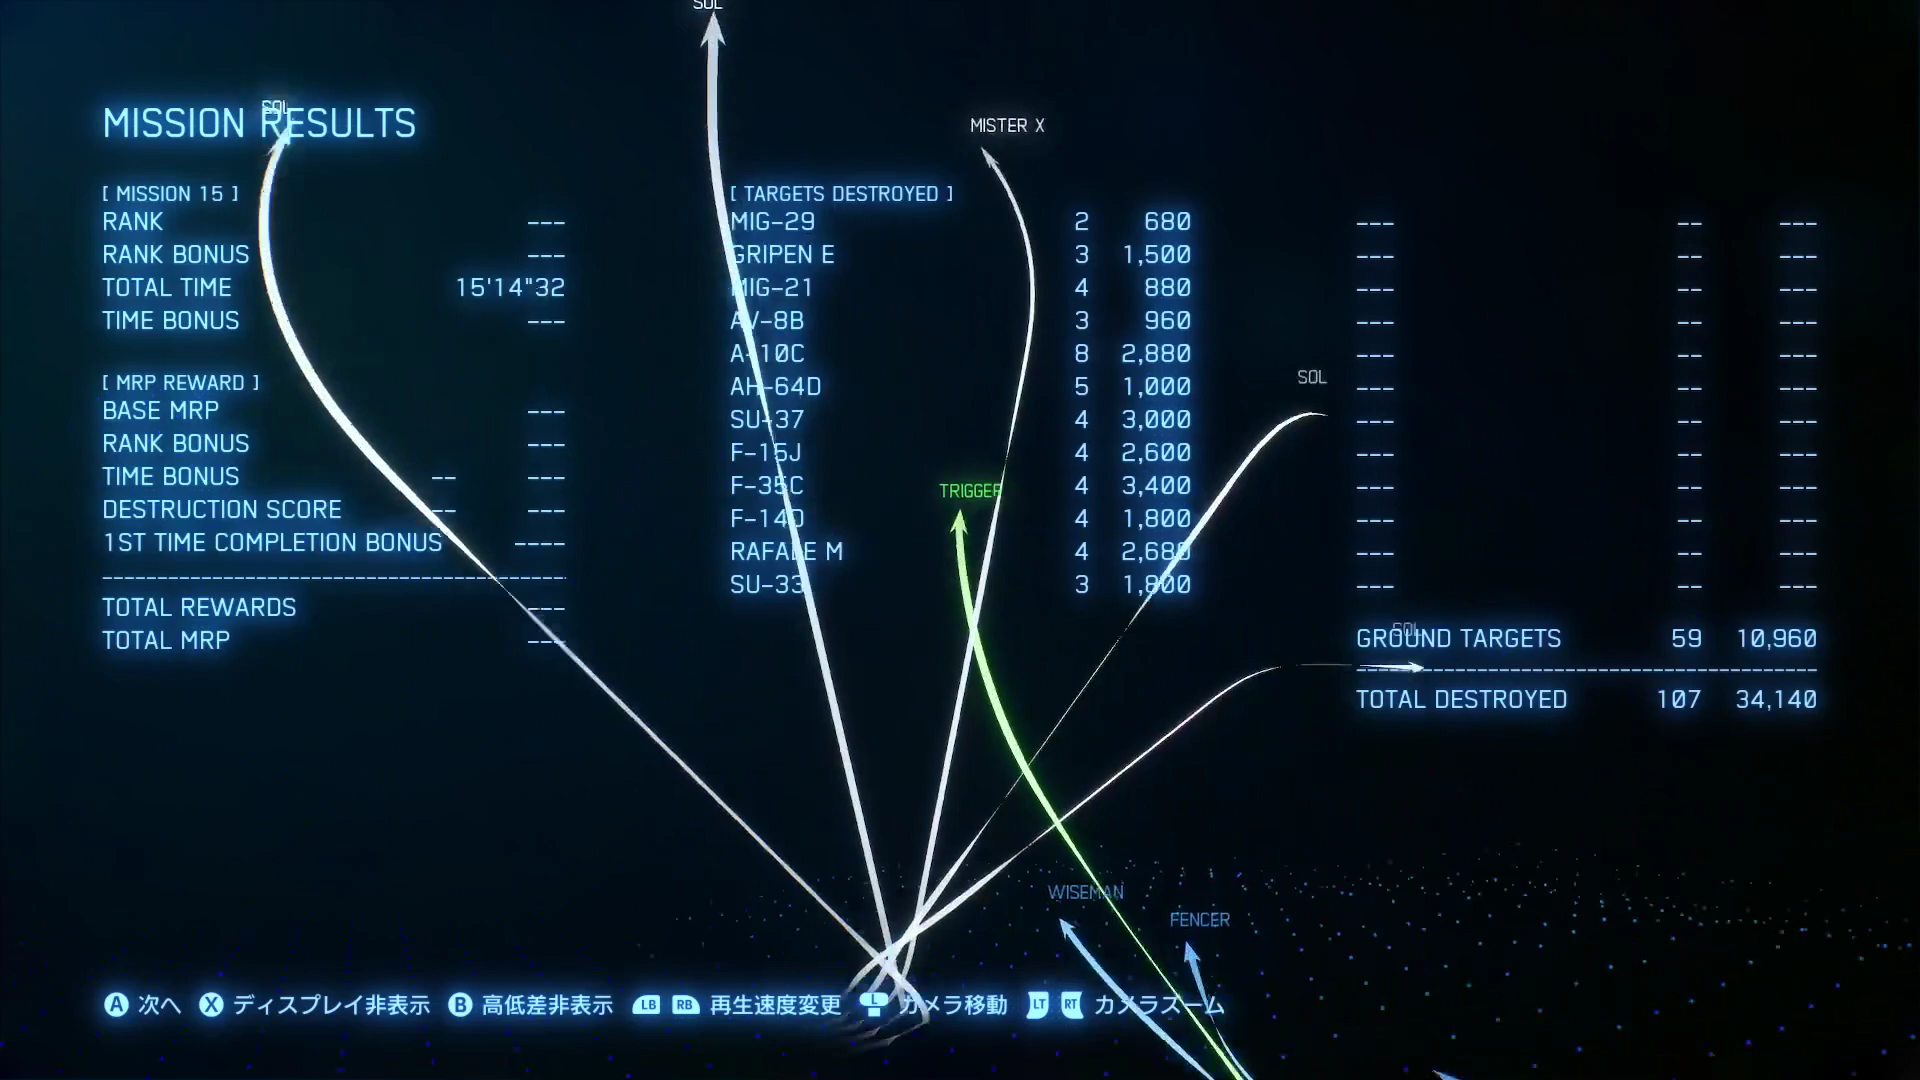 SOL
MISSION RESULTS
SOL
MISTER X
[ MISSION 15 ]
RANK ---
RANK BONUS ---
TOTAL TIME 15'14"32
TIME BONUS ---
[ MRP REWARD ]
BASE MRP ---
RANK BONUS ---
TIME BONUS -- ---
DESTRUCTION SCORE -- ---
1ST TIME COMPLETION BONUS ----
TOTAL REWARDS ---
TOTAL MRP ---
[ TARGETS DESTROYED ]
MIG-29 2 680
GRIPEN E 3 1,500
MIG-21 4 880
AV-8B 3 960
A-10C 8 2,880
AH-64D 5 1,000
SU-37 4 3,000
F-15J 4 2,600
F-35C 4 3,400
F-14D 4 1,800
RAFALE M 4 2,680
SU-33 3 1,800
--- -- ---
--- -- ---
--- -- ---
--- -- ---
--- -- ---
--- -- ---
--- -- ---
--- -- ---
--- -- ---
--- -- ---
--- -- ---
--- -- ---
SOL
TRIGGER
SOL
GROUND TARGETS 59 10,960
TOTAL DESTROYED 107 34,140
WISEMAN
FENCER
A 次へ X ディスプレイ非表示 B 高低差非表示 LB RB 再生速度変更 L カメラ移動 LT RT カメラズーム